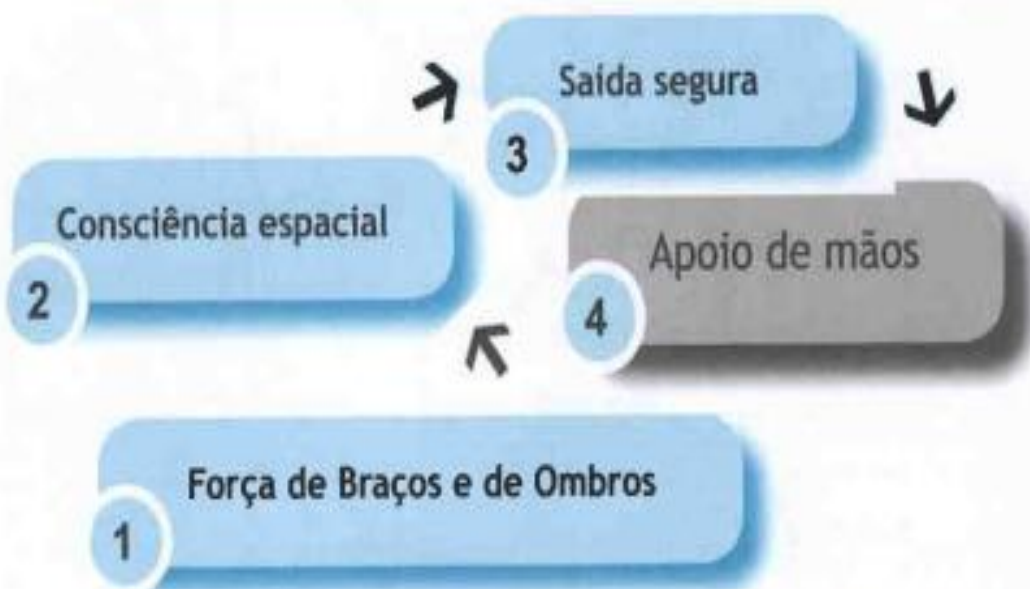 Saída segura
3
Consciência espacial
2
Apoio de mãos
4
Força de Braços e de Ombros
1